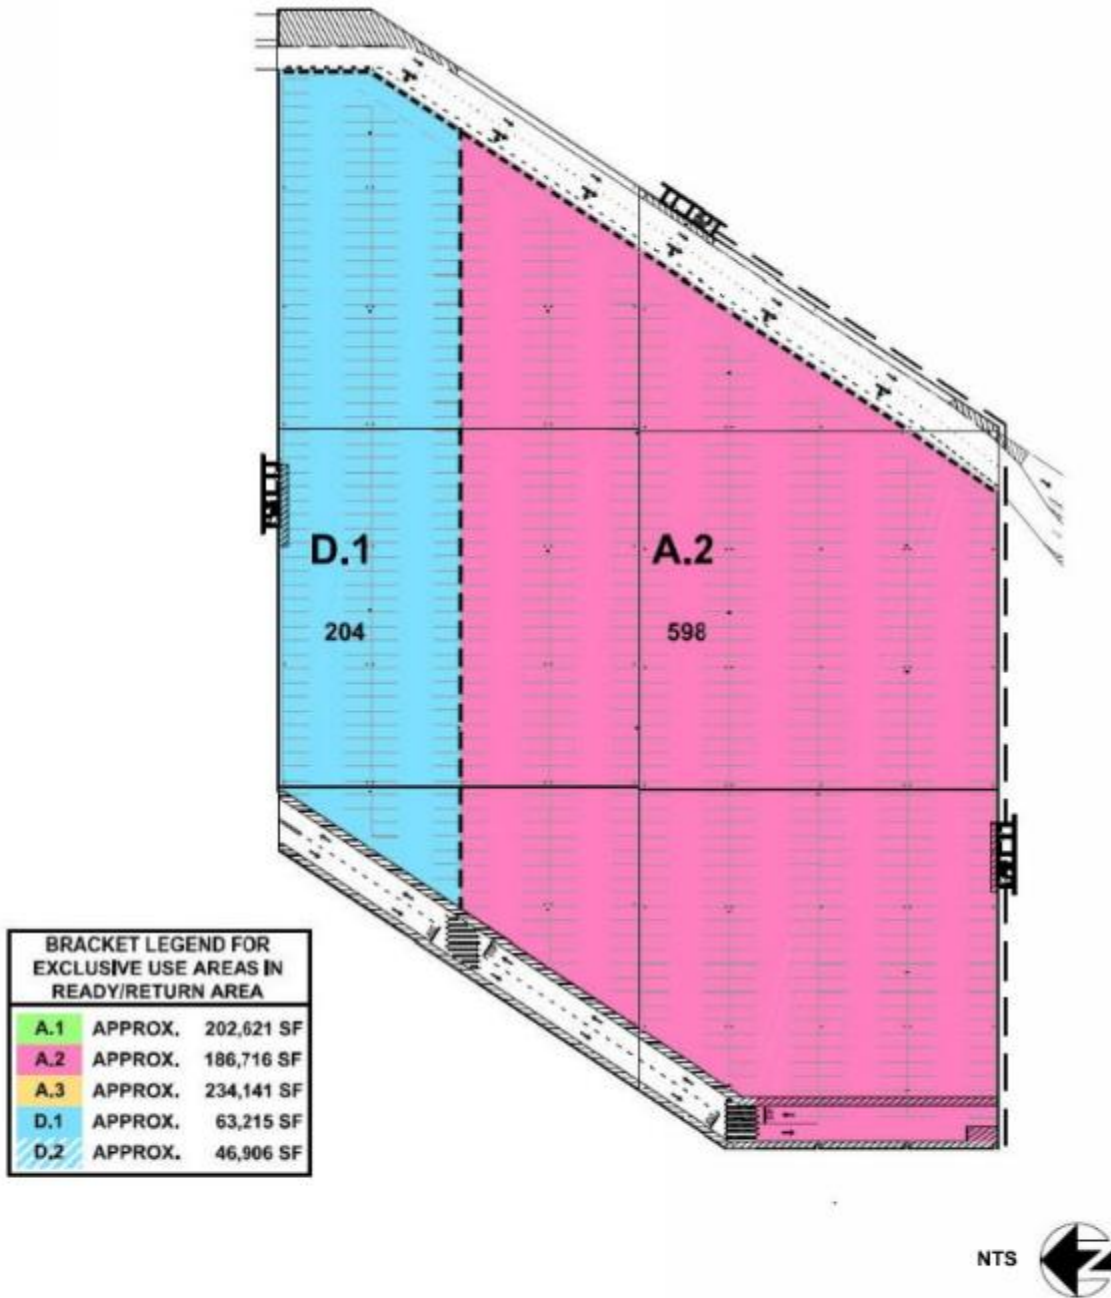 D.1
A.2
204
598
BRACKET LEGEND FOR
EXCLUSIVE USE AREAS IN
READY/RETURN AREA
A.1 APPROX. 202,621 SF
A.2 APPROX. 186,716 SF
A.3 APPROX. 234,141 SF
D.1 APPROX. 63,215 SF
D.2 APPROX. 46,906 SF
NTS
Z